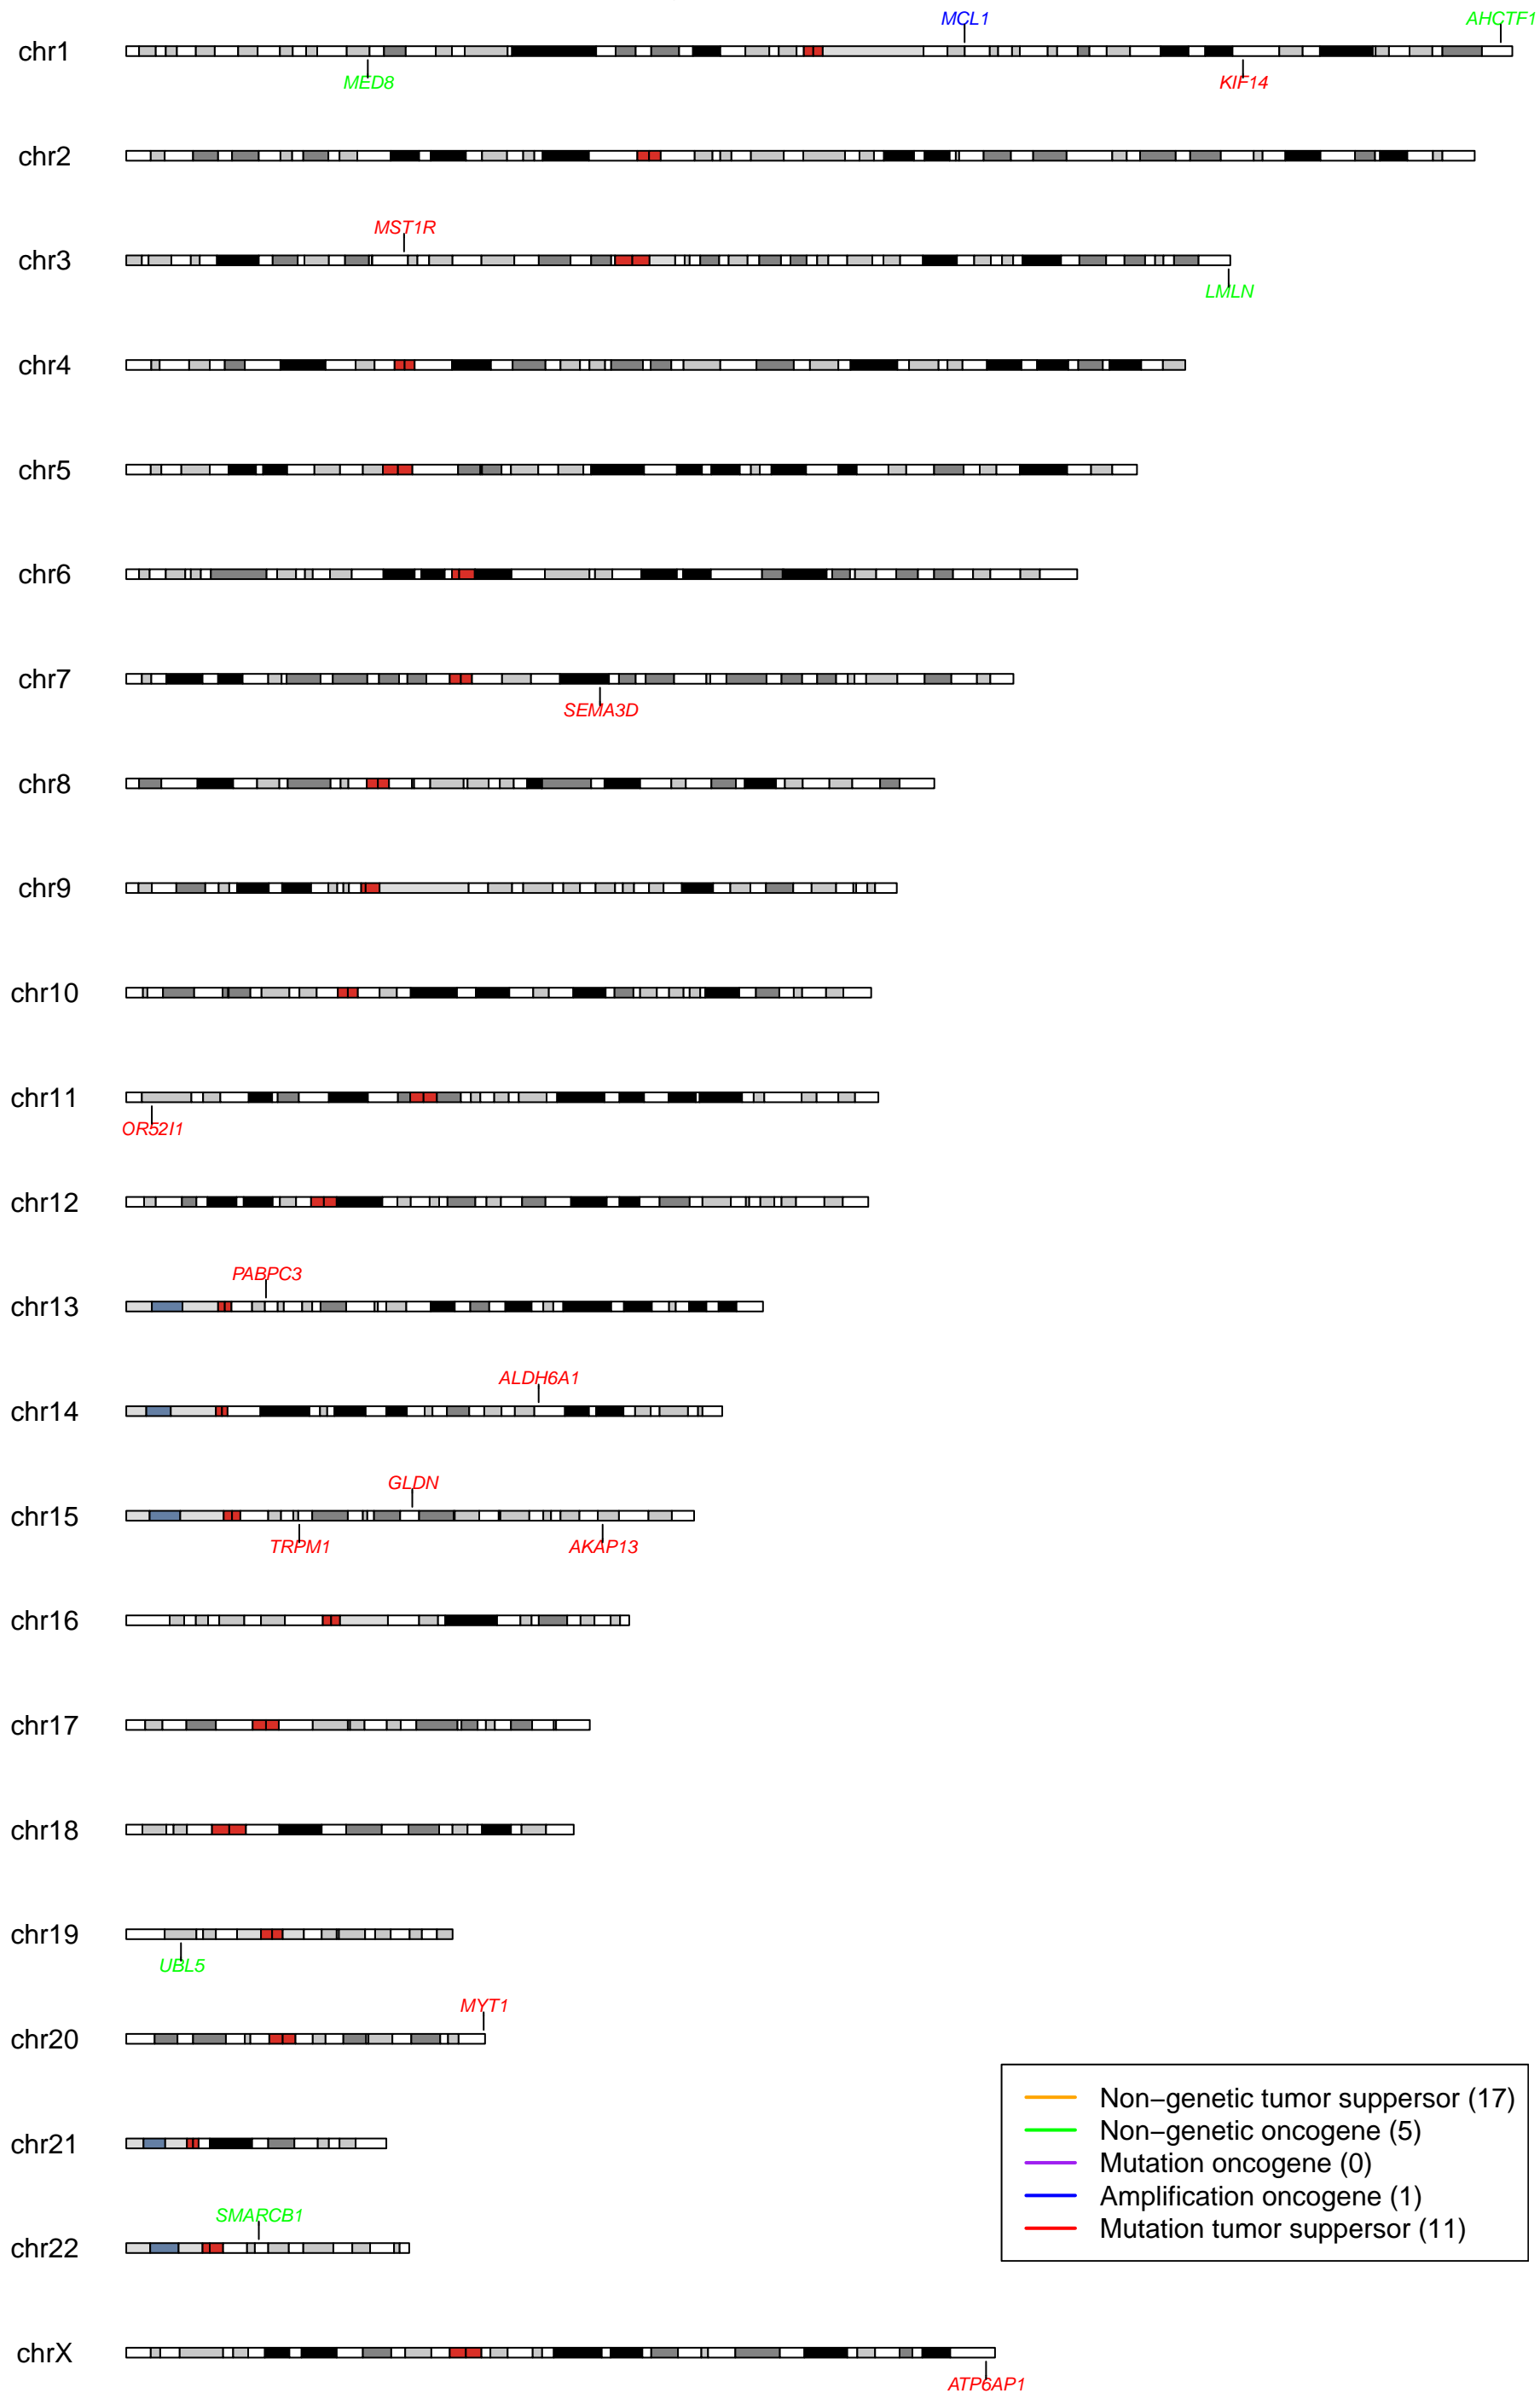 MCL1 AHCTF1
chr1
MED8 KIF14
chr2
MST1R
chr3
LMLN
chr4
chr5
chr6
chr7
SEMA3D
chr8
chr9
chr10
chr11
OR52I1
chr12
PABPC3
chr13
ALDH6A1
chr14
GLDN
chr15
TRPM1 AKAP13
chr16
chr17
chr18
chr19
UBL5
MYT1
chr20
Non−genetic tumor suppersor (17)
Non−genetic oncogene (5)
Mutation oncogene (0)
Amplification oncogene (1)
Mutation tumor suppersor (11)
chr21
SMARCB1
chr22
chrX
ATP6AP1